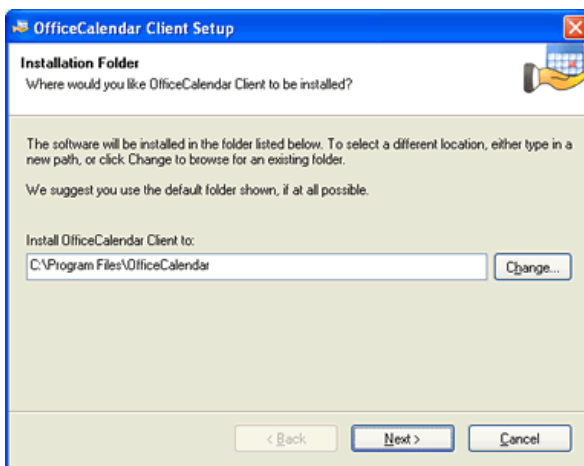 OfficeCalendar Client Setup
Installation Folder
Where would you like OfficeCalendar Client to be installed?
The software will be installed in the folder listed below. To select a different location, either type in a
new path, or click Change to browse for an existing folder.
We suggest you use the default folder shown, if at all possible.
Install OfficeCalendar Client to:
C:\Program Files\OfficeCalendar
Change...
< Back
Next >
Cancel